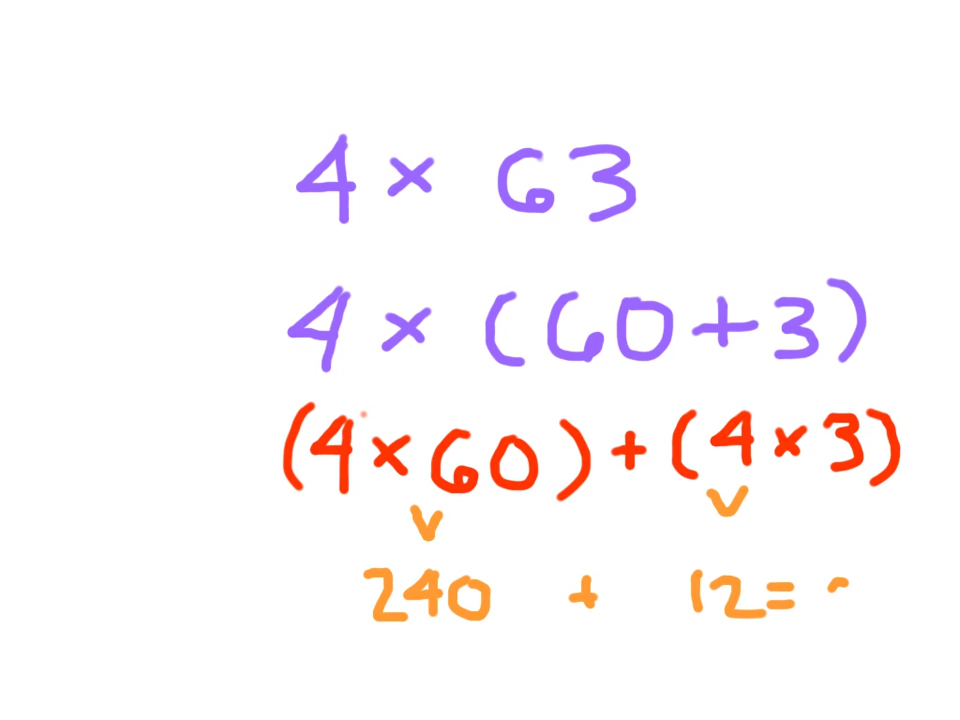 4 × 63
4 × (60+3)
(4×60)+(4×3)
240 + 12=